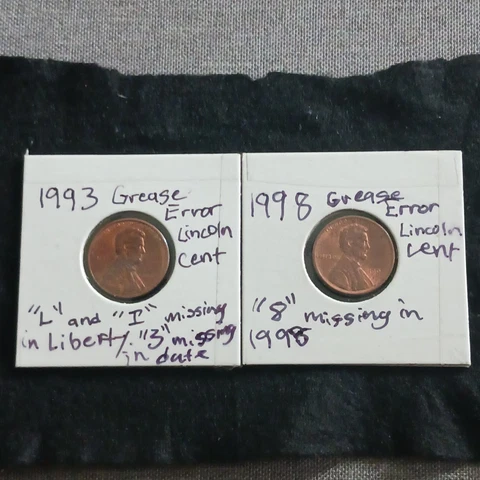 1993 Grease
Error
Lincoln
Cent
"L" and "I" missing
in Liberty. "3" missing
in date
1998 Grease
Error
Lincoln
Cent
"8" missing in
1998